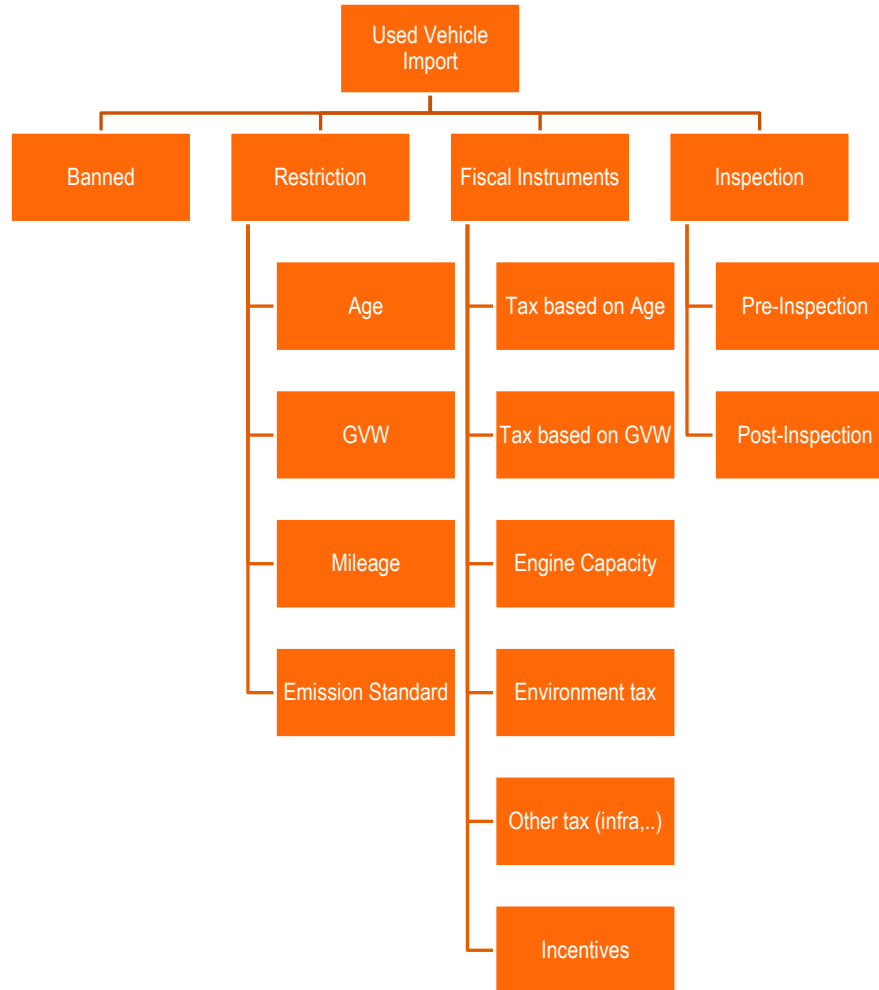 Used Vehicle
Import
Banned
Restriction
Fiscal Instruments
Inspection
Age
Tax based on Age
Pre-Inspection
GVW
Tax based on GVW
Post-Inspection
Mileage
Engine Capacity
Emission Standard
Environment tax
Other tax (infra,..)
Incentives